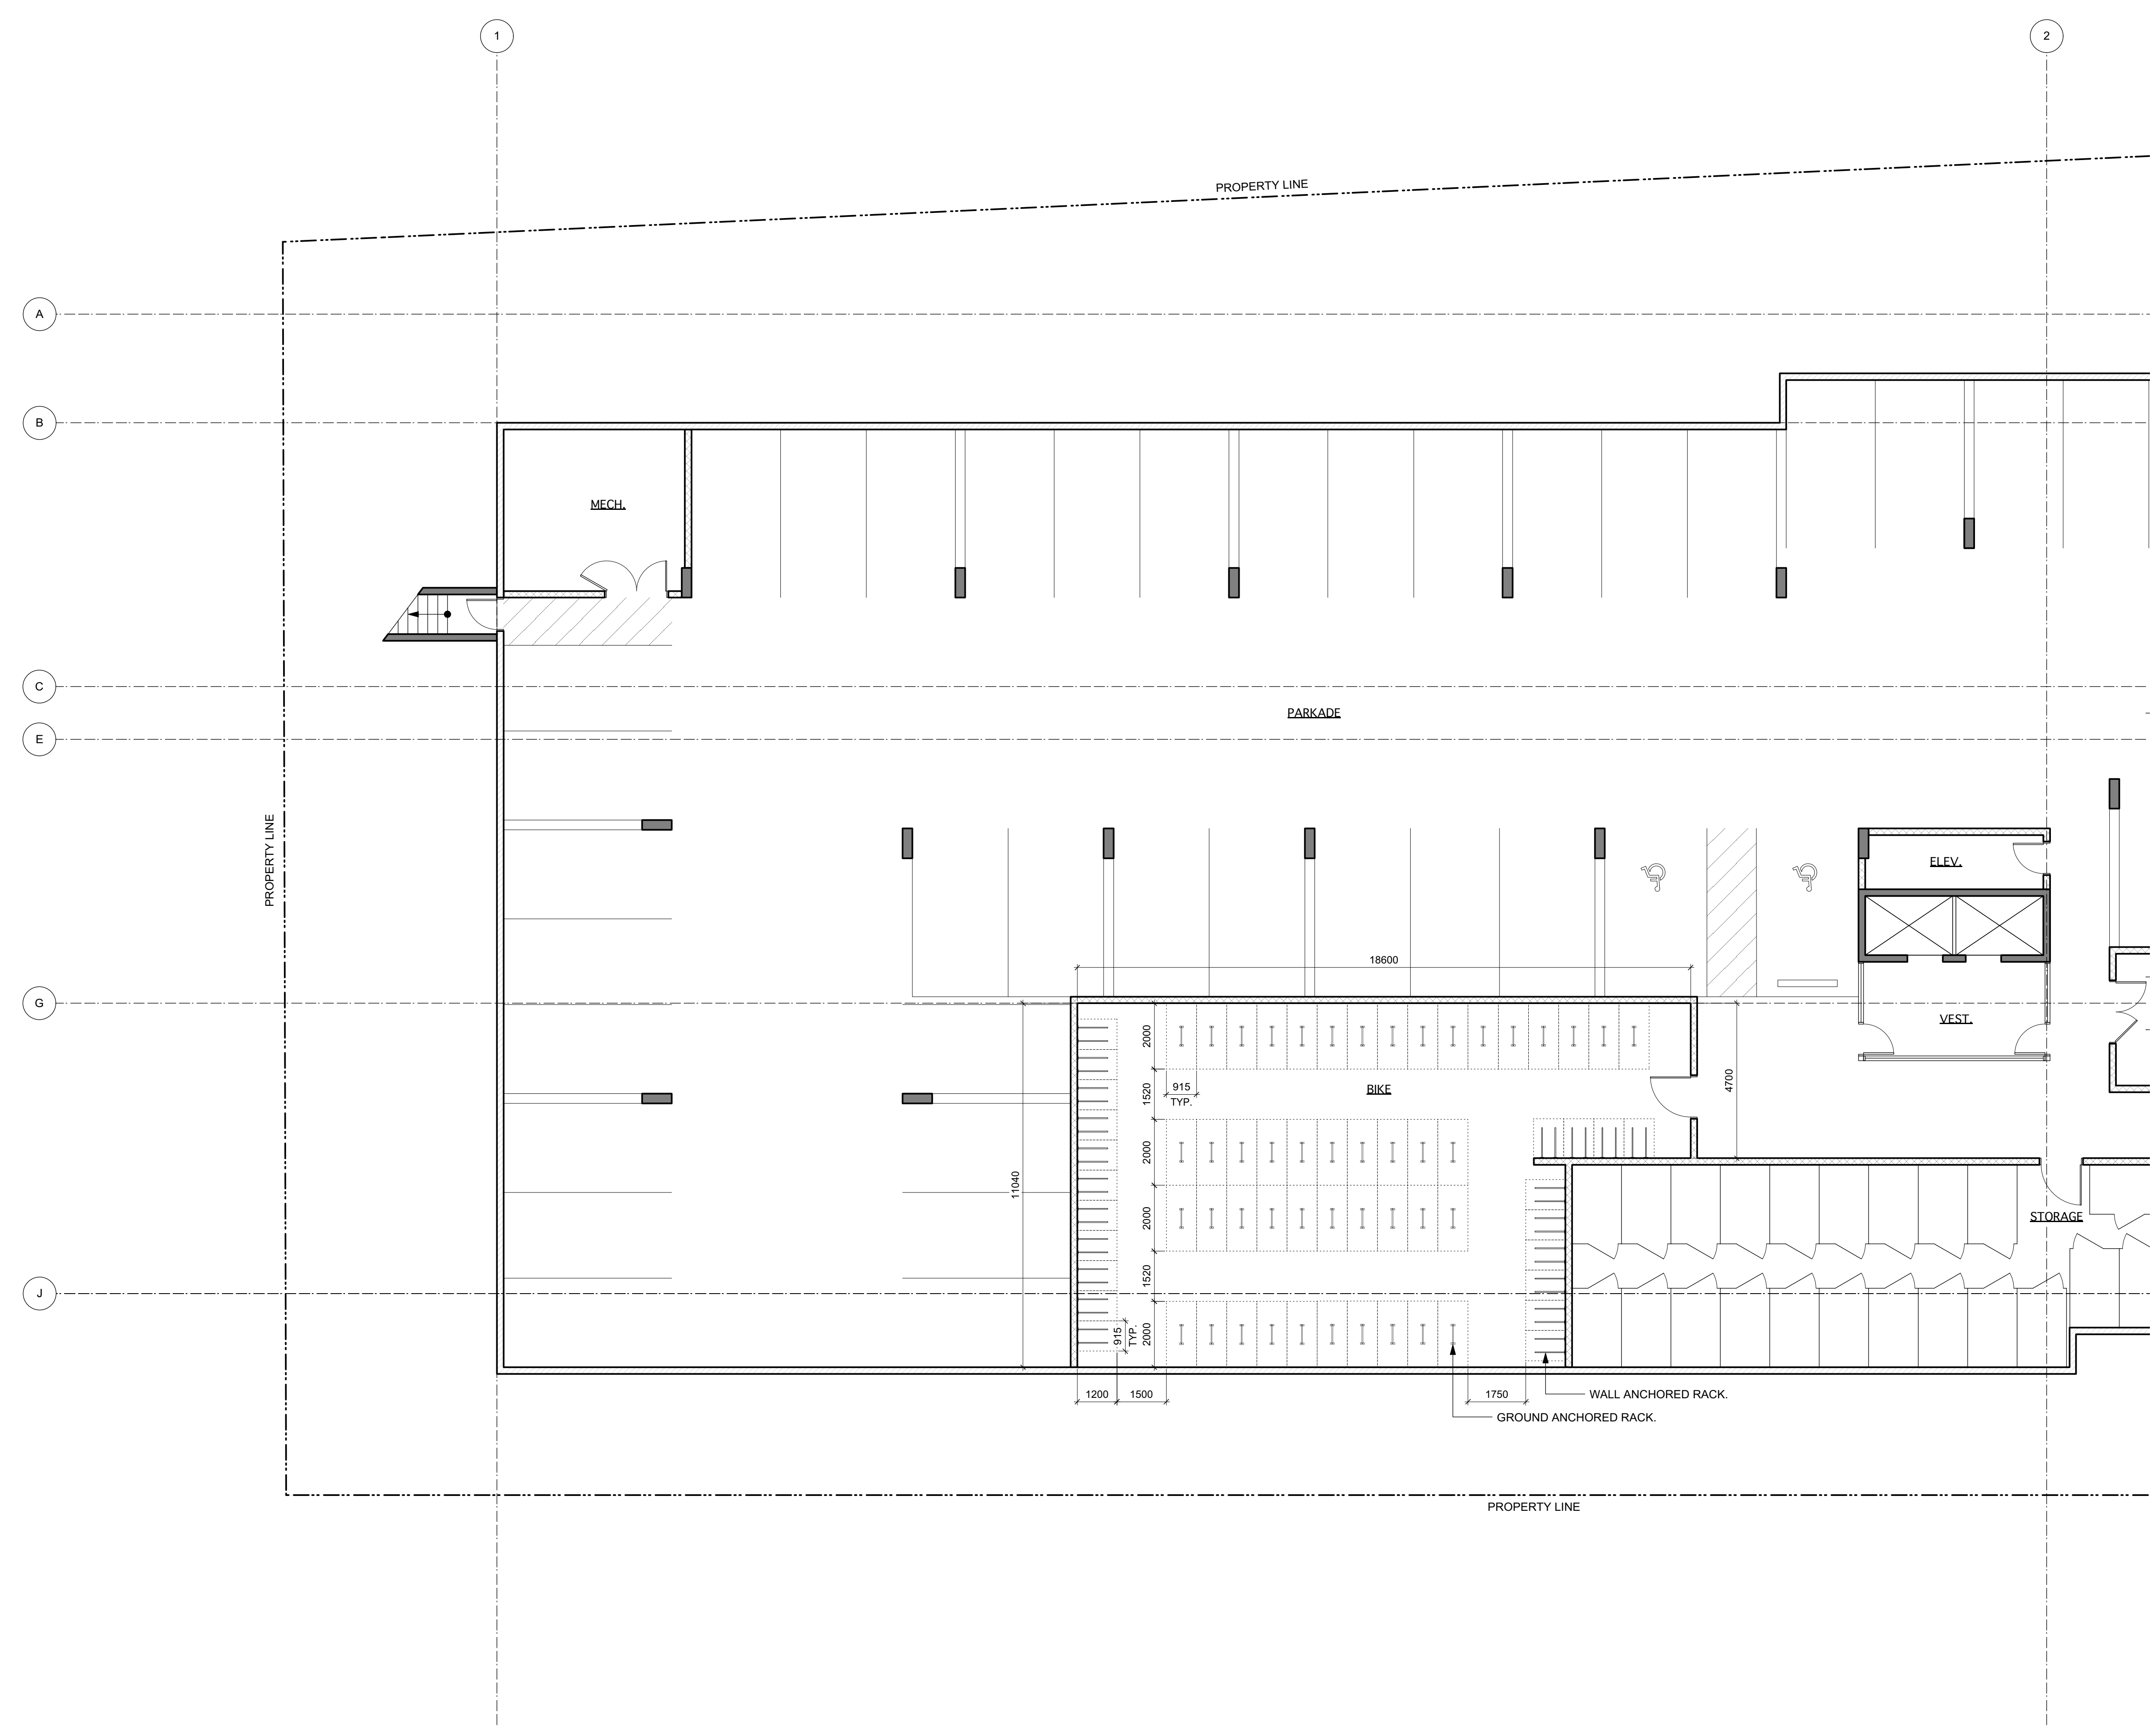 1
2
PROPERTY LINE
A
B
MECH.
C
PARKADE
E
PROPERTY LINE
ELEV.
18600
G
VEST.
2000
BIKE
915
TYP.
1520
4700
2000
11040
2000
STORAGE
1520
J
915
TYP.
2000
1200
1500
1750
WALL ANCHORED RACK.
GROUND ANCHORED RACK.
PROPERTY LINE